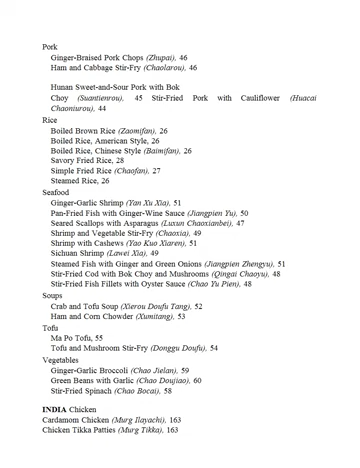 Pork
Ginger-Braised Pork Chops (Zhupai), 46
Ham and Cabbage Stir-Fry (Chaolarou), 46
Hunan Sweet-and-Sour Pork with Bok
Choy (Suantienrou), 45 Stir-Fried Pork with Cauliflower (Huacai
Chaoniurou), 44
Rice
Boiled Brown Rice (Zaomifan), 26
Boiled Rice, American Style, 26
Boiled Rice, Chinese Style (Baimifan), 26
Savory Fried Rice, 28
Simple Fried Rice (Chaofan), 27
Steamed Rice, 26
Seafood
Ginger-Garlic Shrimp (Yan Xu Xia), 51
Pan-Fried Fish with Ginger-Wine Sauce (Jiangpien Yu), 50
Seared Scallops with Asparagus (Luxun Chaoxianbei), 47
Shrimp and Vegetable Stir-Fry (Chaoxia), 49
Shrimp with Cashews (Yao Kuo Xiaren), 51
Sichuan Shrimp (Lawei Xia), 49
Steamed Fish with Ginger and Green Onions (Jiangpien Zhengyu), 51
Stir-Fried Cod with Bok Choy and Mushrooms (Qingai Chaoyu), 48
Stir-Fried Fish Fillets with Oyster Sauce (Chao Yu Pien), 48
Soups
Crab and Tofu Soup (Xierou Doufu Tang), 52
Ham and Corn Chowder (Xumitang), 53
Tofu
Ma Po Tofu, 55
Tofu and Mushroom Stir-Fry (Donggu Doufu), 54
Vegetables
Ginger-Garlic Broccoli (Chao Jielan), 59
Green Beans with Garlic (Chao Doujiao), 60
Stir-Fried Spinach (Chao Bocai), 58
INDIA Chicken
Cardamom Chicken (Murg Ilayachi), 163
Chicken Tikka Patties (Murg Tikka), 163